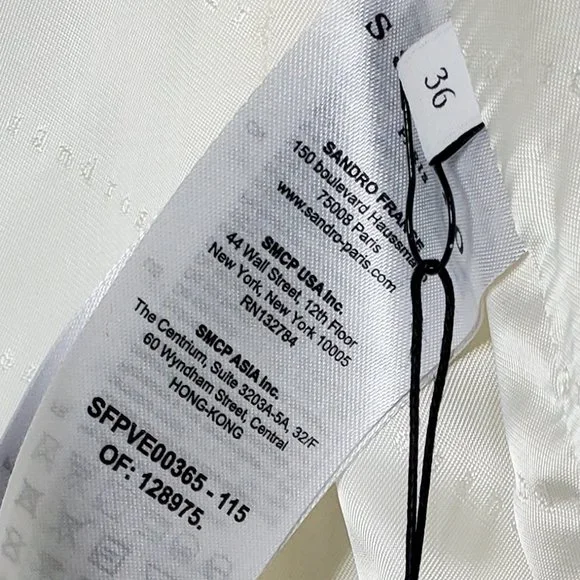 36
SANDRO FRANCE
150 boulevard Haussmann
75008 Paris
www.sandro-paris.com
SMCP USA Inc.
44 Wall Street, 12th Floor
New York, New York 10005
RN132784
SMCP ASIA Inc.
The Centrium, Suite 3203A-5A, 32/F
60 Wyndham Street, Central
HONG-KONG
SFPVE00365 - 115
OF: 128975.